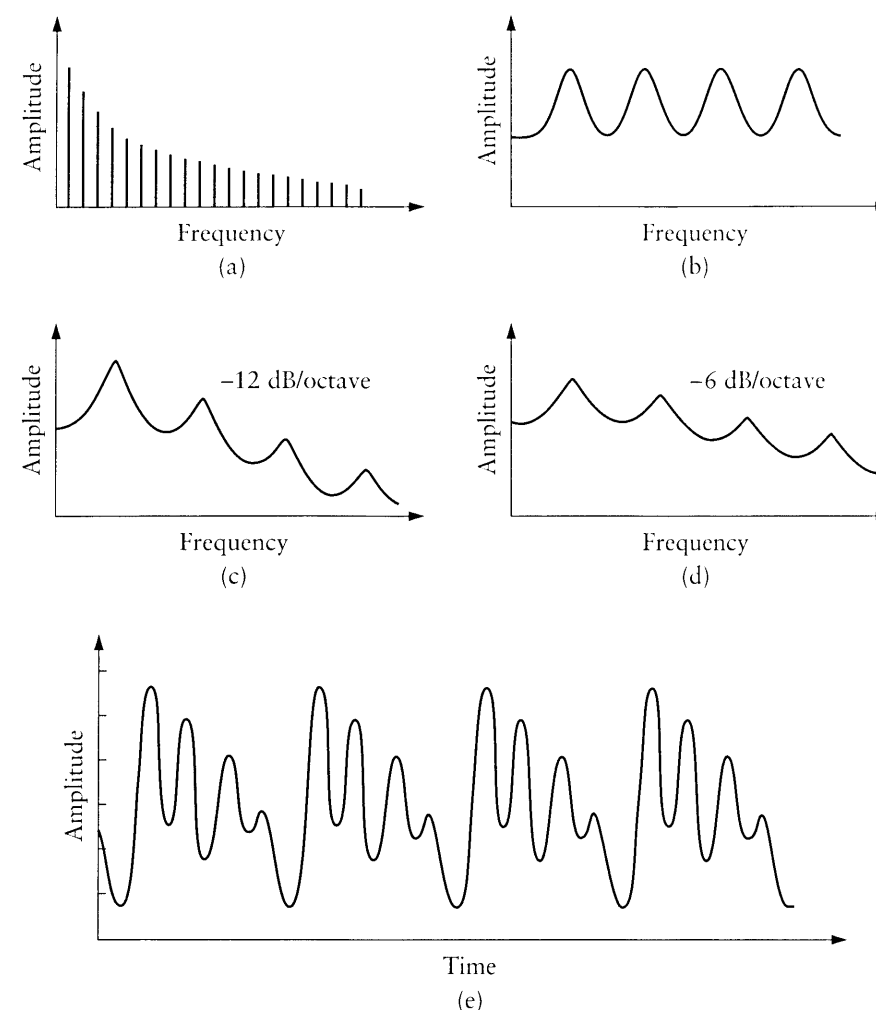 Amplitude
Frequency
(a)
Amplitude
Frequency
(b)
Amplitude
–12 dB/octave
Frequency
(c)
Amplitude
–6 dB/octave
Frequency
(d)
Amplitude
Time
(e)